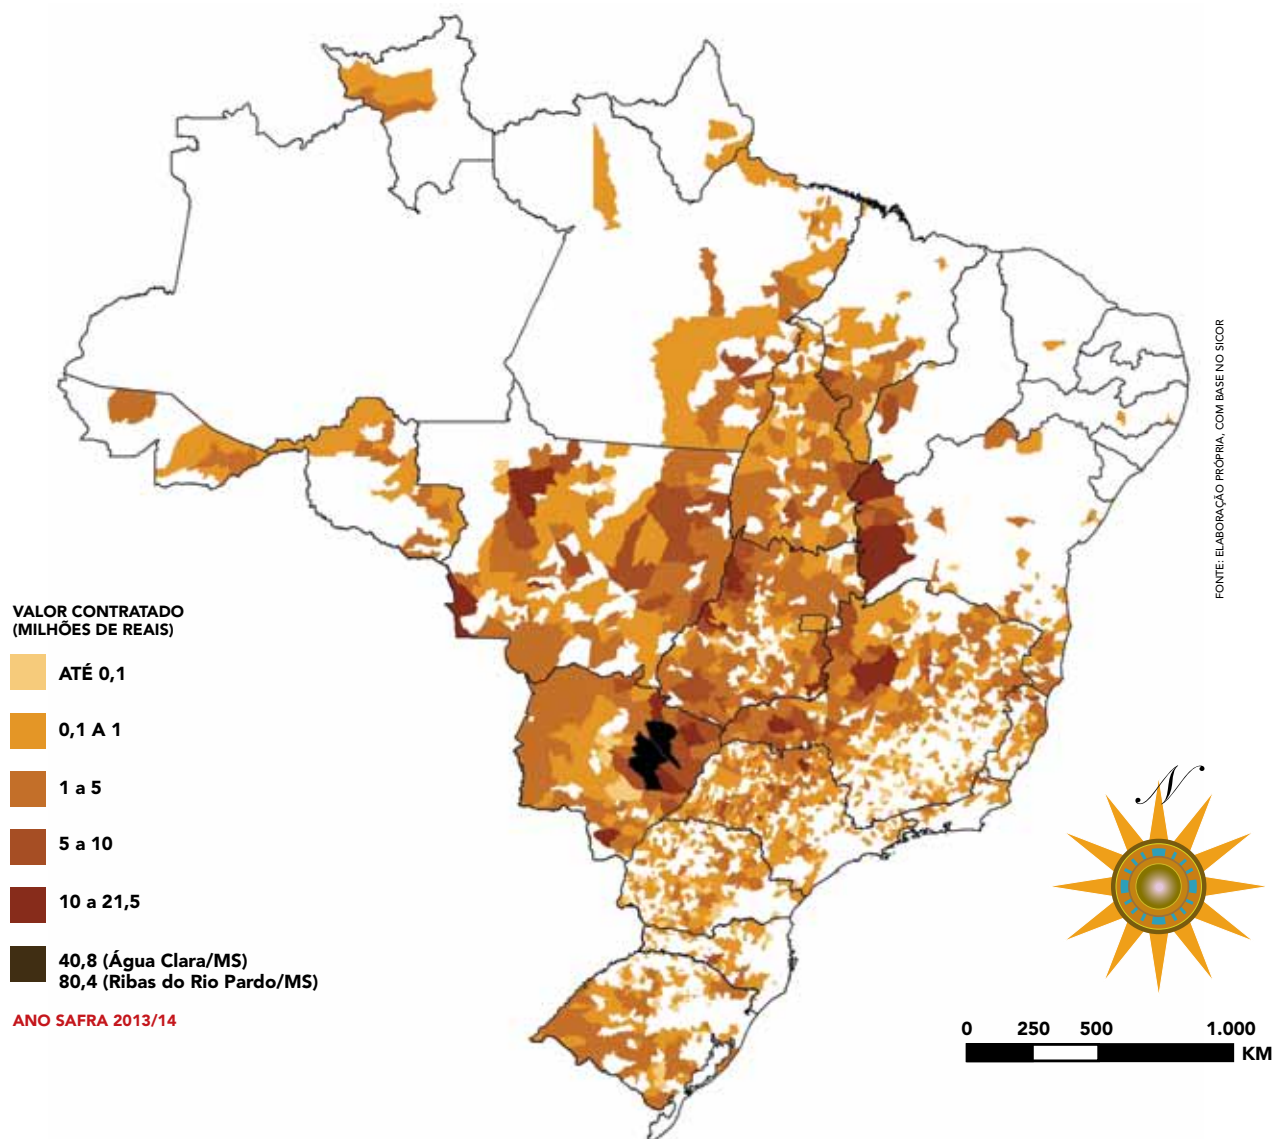 VALOR CONTRATADO
(MILHÕES DE REAIS)
ATÉ 0,1
0,1 A 1
1 a 5
5 a 10
10 a 21,5
40,8 (Água Clara/MS)
80,4 (Ribas do Rio Pardo/MS)
ANO SAFRA 2013/14
FONTE: ELABORAÇÃO PRÓPRIA, COM BASE NO SICOR
N
0 250 500 1.000
KM